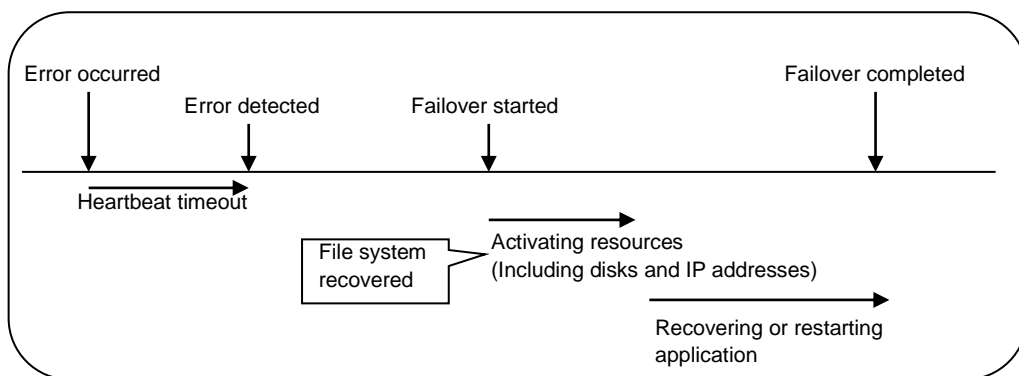 Error occurred
Failover completed
Error detected
Failover started
Heartbeat timeout
File system
recovered
Activating resources
(Including disks and IP addresses)
Recovering or restarting
application